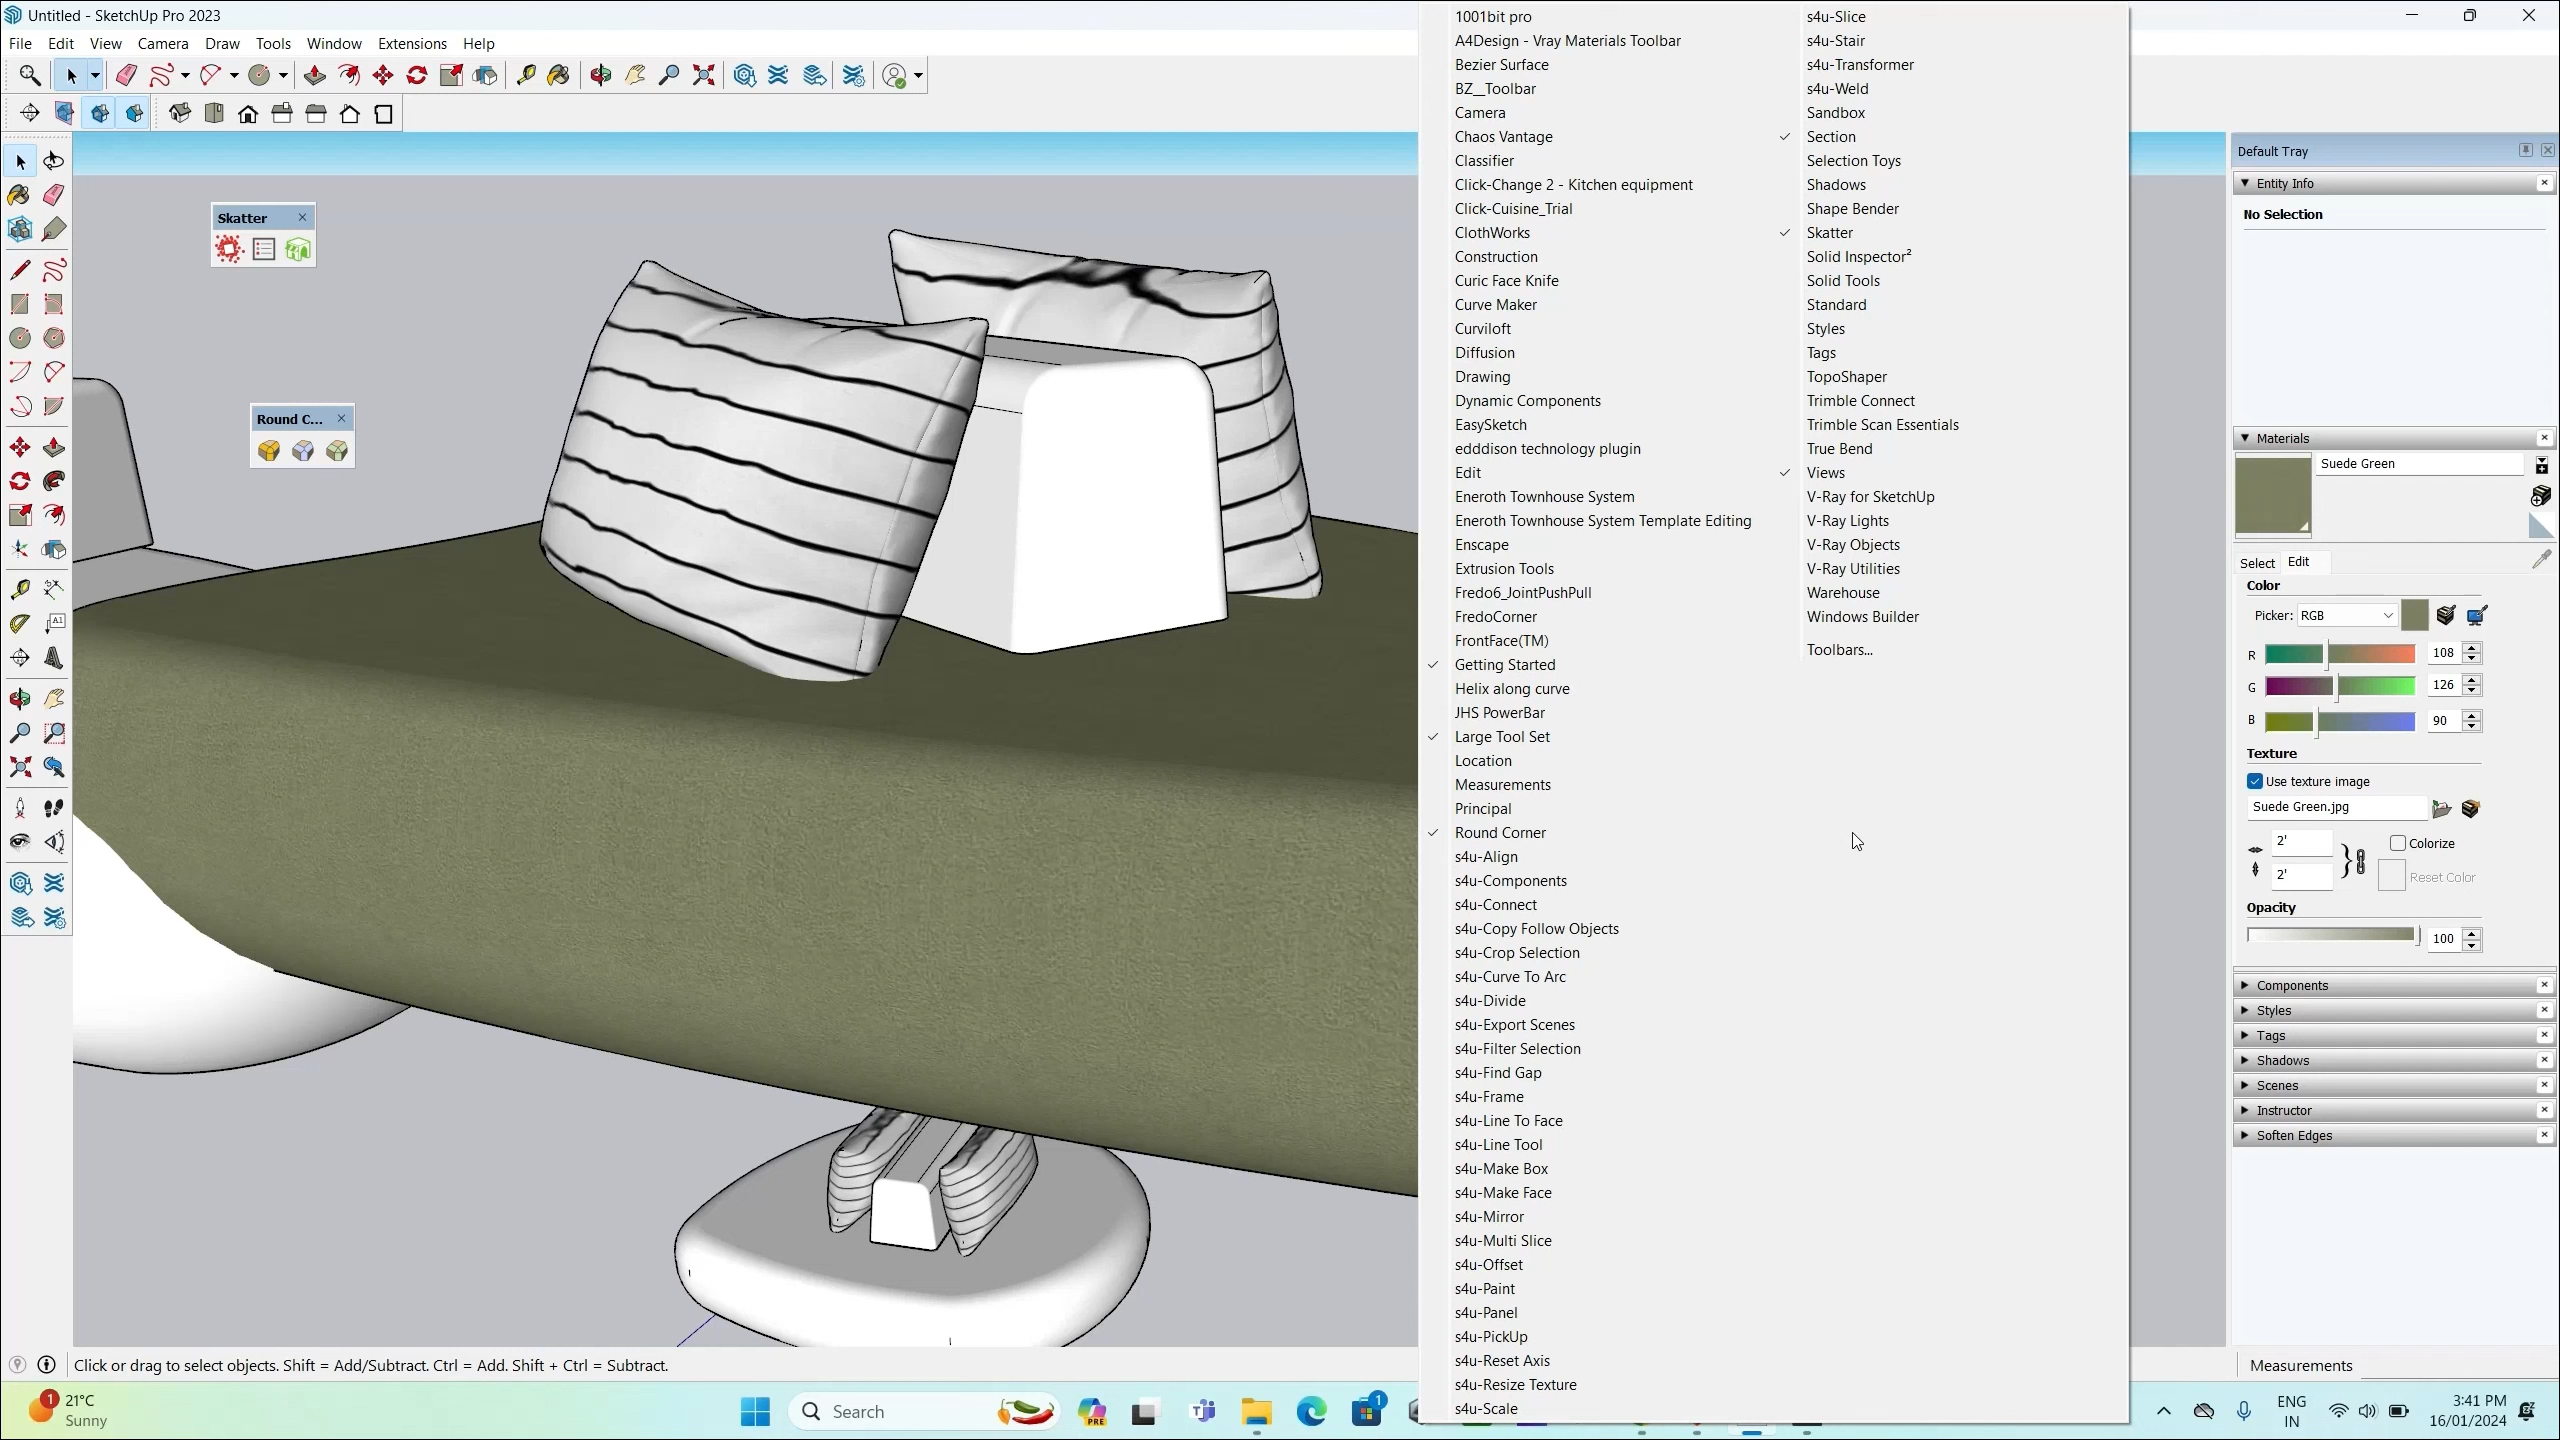 Untitled - SketchUp Pro 2023
File Edit View Camera Draw Tools Window Extensions Help
Skatter
Round C...
1001bit pro
A4Design - Vray Materials Toolbar
Bezier Surface
BZ__Toolbar
Camera
Chaos Vantage
Classifier
Click-Change 2 - Kitchen equipment
Click-Cuisine_Trial
ClothWorks
Construction
Curic Face Knife
Curve Maker
Curviloft
Diffusion
Drawing
Dynamic Components
EasySketch
edddison technology plugin
Edit
Eneroth Townhouse System
Eneroth Townhouse System Template Editing
Enscape
Extrusion Tools
Fredo6_JointPushPull
FredoCorner
FrontFace(TM)
Getting Started
Helix along curve
JHS PowerBar
Large Tool Set
Location
Measurements
Principal
Round Corner
s4u-Align
s4u-Components
s4u-Connect
s4u-Copy Follow Objects
s4u-Crop Selection
s4u-Curve To Arc
s4u-Divide
s4u-Export Scenes
s4u-Filter Selection
s4u-Find Gap
s4u-Frame
s4u-Line To Face
s4u-Line Tool
s4u-Make Box
s4u-Make Face
s4u-Mirror
s4u-Multi Slice
s4u-Offset
s4u-Paint
s4u-Panel
s4u-PickUp
s4u-Reset Axis
s4u-Resize Texture
s4u-Scale
s4u-Slice
s4u-Stair
s4u-Transformer
s4u-Weld
Sandbox
Section
Selection Toys
Shadows
Shape Bender
Skatter
Solid Inspector²
Solid Tools
Standard
Styles
Tags
TopoShaper
Trimble Connect
Trimble Scan Essentials
True Bend
Views
V-Ray for SketchUp
V-Ray Lights
V-Ray Objects
V-Ray Utilities
Warehouse
Windows Builder
Toolbars...
Default Tray
Entity Info
No Selection
Materials
Suede Green
Select Edit
Color
Picker: RGB
R 108
G 126
B 90
Texture
Use texture image
Suede Green.jpg
2' Colorize
2' Reset Color
Opacity
100
Components
Styles
Tags
Shadows
Scenes
Instructor
Soften Edges
Click or drag to select objects. Shift = Add/Subtract. Ctrl = Add. Shift + Ctrl = Subtract.
Measurements
1
21°C
Sunny
Search
PRE
1
ENG
IN
3:41 PM
16/01/2024